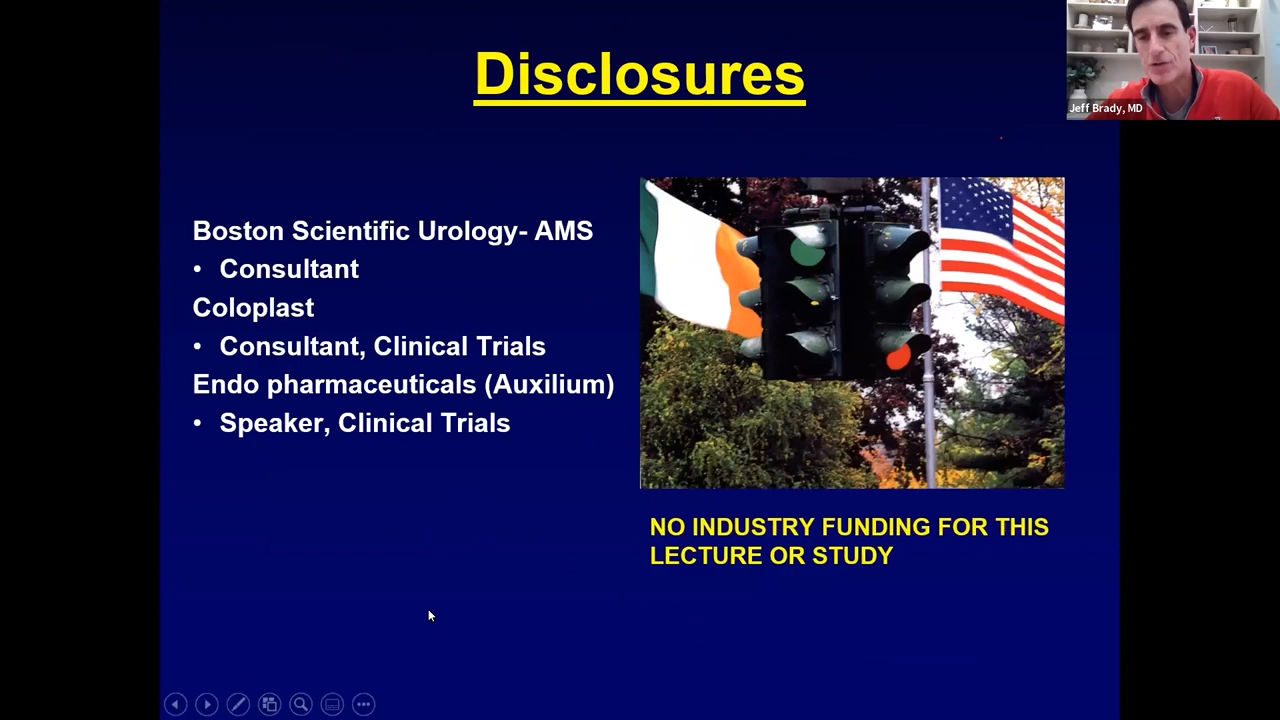 Disclosures
Jeff Brady, MD
Boston Scientific Urology- AMS
• Consultant
Coloplast
• Consultant, Clinical Trials
Endo pharmaceuticals (Auxilium)
• Speaker, Clinical Trials
NO INDUSTRY FUNDING FOR THIS
LECTURE OR STUDY